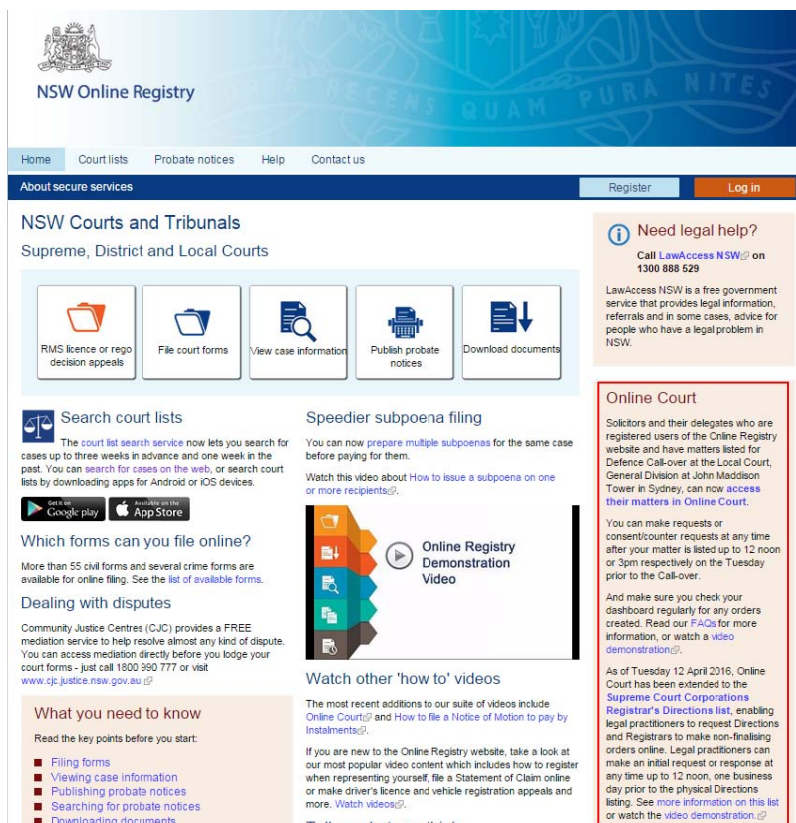 RECENS QUAM PURA NITES
NSW Online Registry
Home Court lists Probate notices Help Contact us
About secure services
Register Log in
NSW Courts and Tribunals
Supreme, District and Local Courts
RMS licence or rego
decision appeals
File court forms
View case information
Publish probate
notices
Download documents
Search court lists
The court list search service now lets you search for
cases up to three weeks in advance and one week in the
past. You can search for cases on the web, or search court
lists by downloading apps for Android or iOS devices.
Get it on
Google play
Available on the
App Store
Which forms can you file online?
More than 55 civil forms and several crime forms are
available for online filing. See the list of available forms.
Dealing with disputes
Community Justice Centres (CJC) provides a FREE
mediation service to help resolve almost any kind of dispute.
You can access mediation directly before you lodge your
court forms - just call 1800 990 777 or visit
www.cjc.justice.nsw.gov.au
What you need to know
Read the key points before you start:
Filing forms
Viewing case information
Publishing probate notices
Searching for probate notices
Downloading documents
Speedier subpoena filing
You can now prepare multiple subpoenas for the same case
before paying for them.
Watch this video about How to issue a subpoena on one
or more recipients.
Online Registry
Demonstration
Video
Watch other 'how to' videos
The most recent additions to our suite of videos include
Online Court and How to file a Notice of Motion to pay by
Instalments.
If you are new to the Online Registry website, take a look at
our most popular video content which includes how to register
when representing yourself, file a Statement of Claim online
or make driver's licence and vehicle registration appeals and
more. Watch videos.
Need legal help?
Call LawAccess NSW on
1300 888 529
LawAccess NSW is a free government
service that provides legal information,
referrals and in some cases, advice for
people who have a legal problem in
NSW.
Online Court
Solicitors and their delegates who are
registered users of the Online Registry
website and have matters listed for
Defence Call-over at the Local Court,
General Division at John Maddison
Tower in Sydney, can now access
their matters in Online Court.
You can make requests or
consent/counter requests at any time
after your matter is listed up to 12 noon
or 3pm respectively on the Tuesday
prior to the Call-over.
And make sure you check your
dashboard regularly for any orders
created. Read our FAQs for more
information, or watch a video
demonstration.
As of Tuesday 12 April 2016, Online
Court has been extended to the
Supreme Court Corporations
Registrar's Directions list, enabling
legal practitioners to request Directions
and Registrars to make non-finalising
orders online. Legal practitioners can
make an initial request or response at
any time up to 12 noon, one business
day prior to the physical Directions
listing. See more information on this list
or watch the video demonstration.